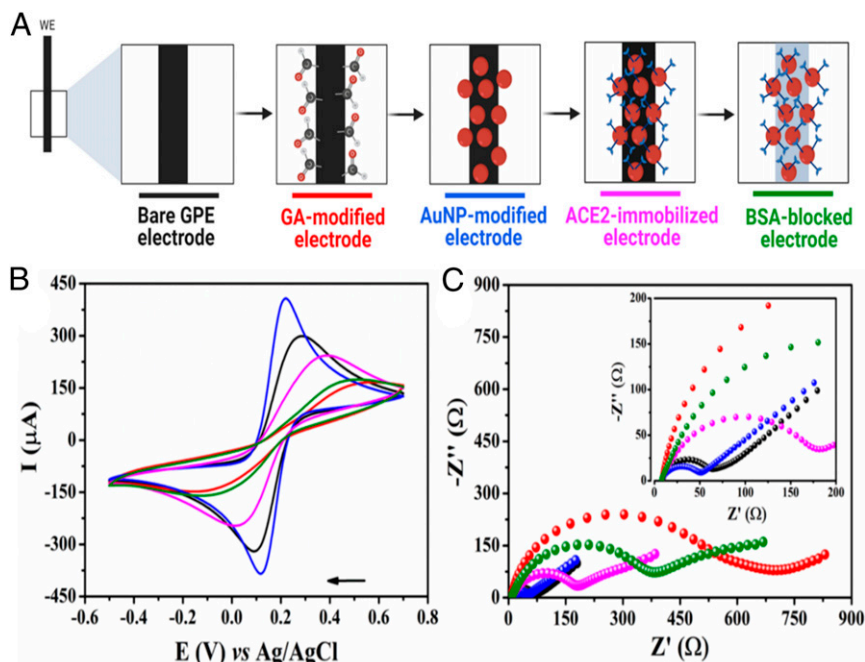 A
WE
Bare GPE
electrode
GA-modified
electrode
AuNP-modified
electrode
ACE2-immobilized
electrode
BSA-blocked
electrode
B
450
300
150
0
-150
-300
-450
I (µA)
-0.6 -0.4 -0.2 0.0 0.2 0.4 0.6 0.8
E (V) vs Ag/AgCl
C
900
750
600
450
300
150
0
-Z'' (Ω)
0 150 300 450 600 750 900
Z' (Ω)
200
150
100
50
0
-Z'' (Ω)
0 50 100 150 200
Z' (Ω)